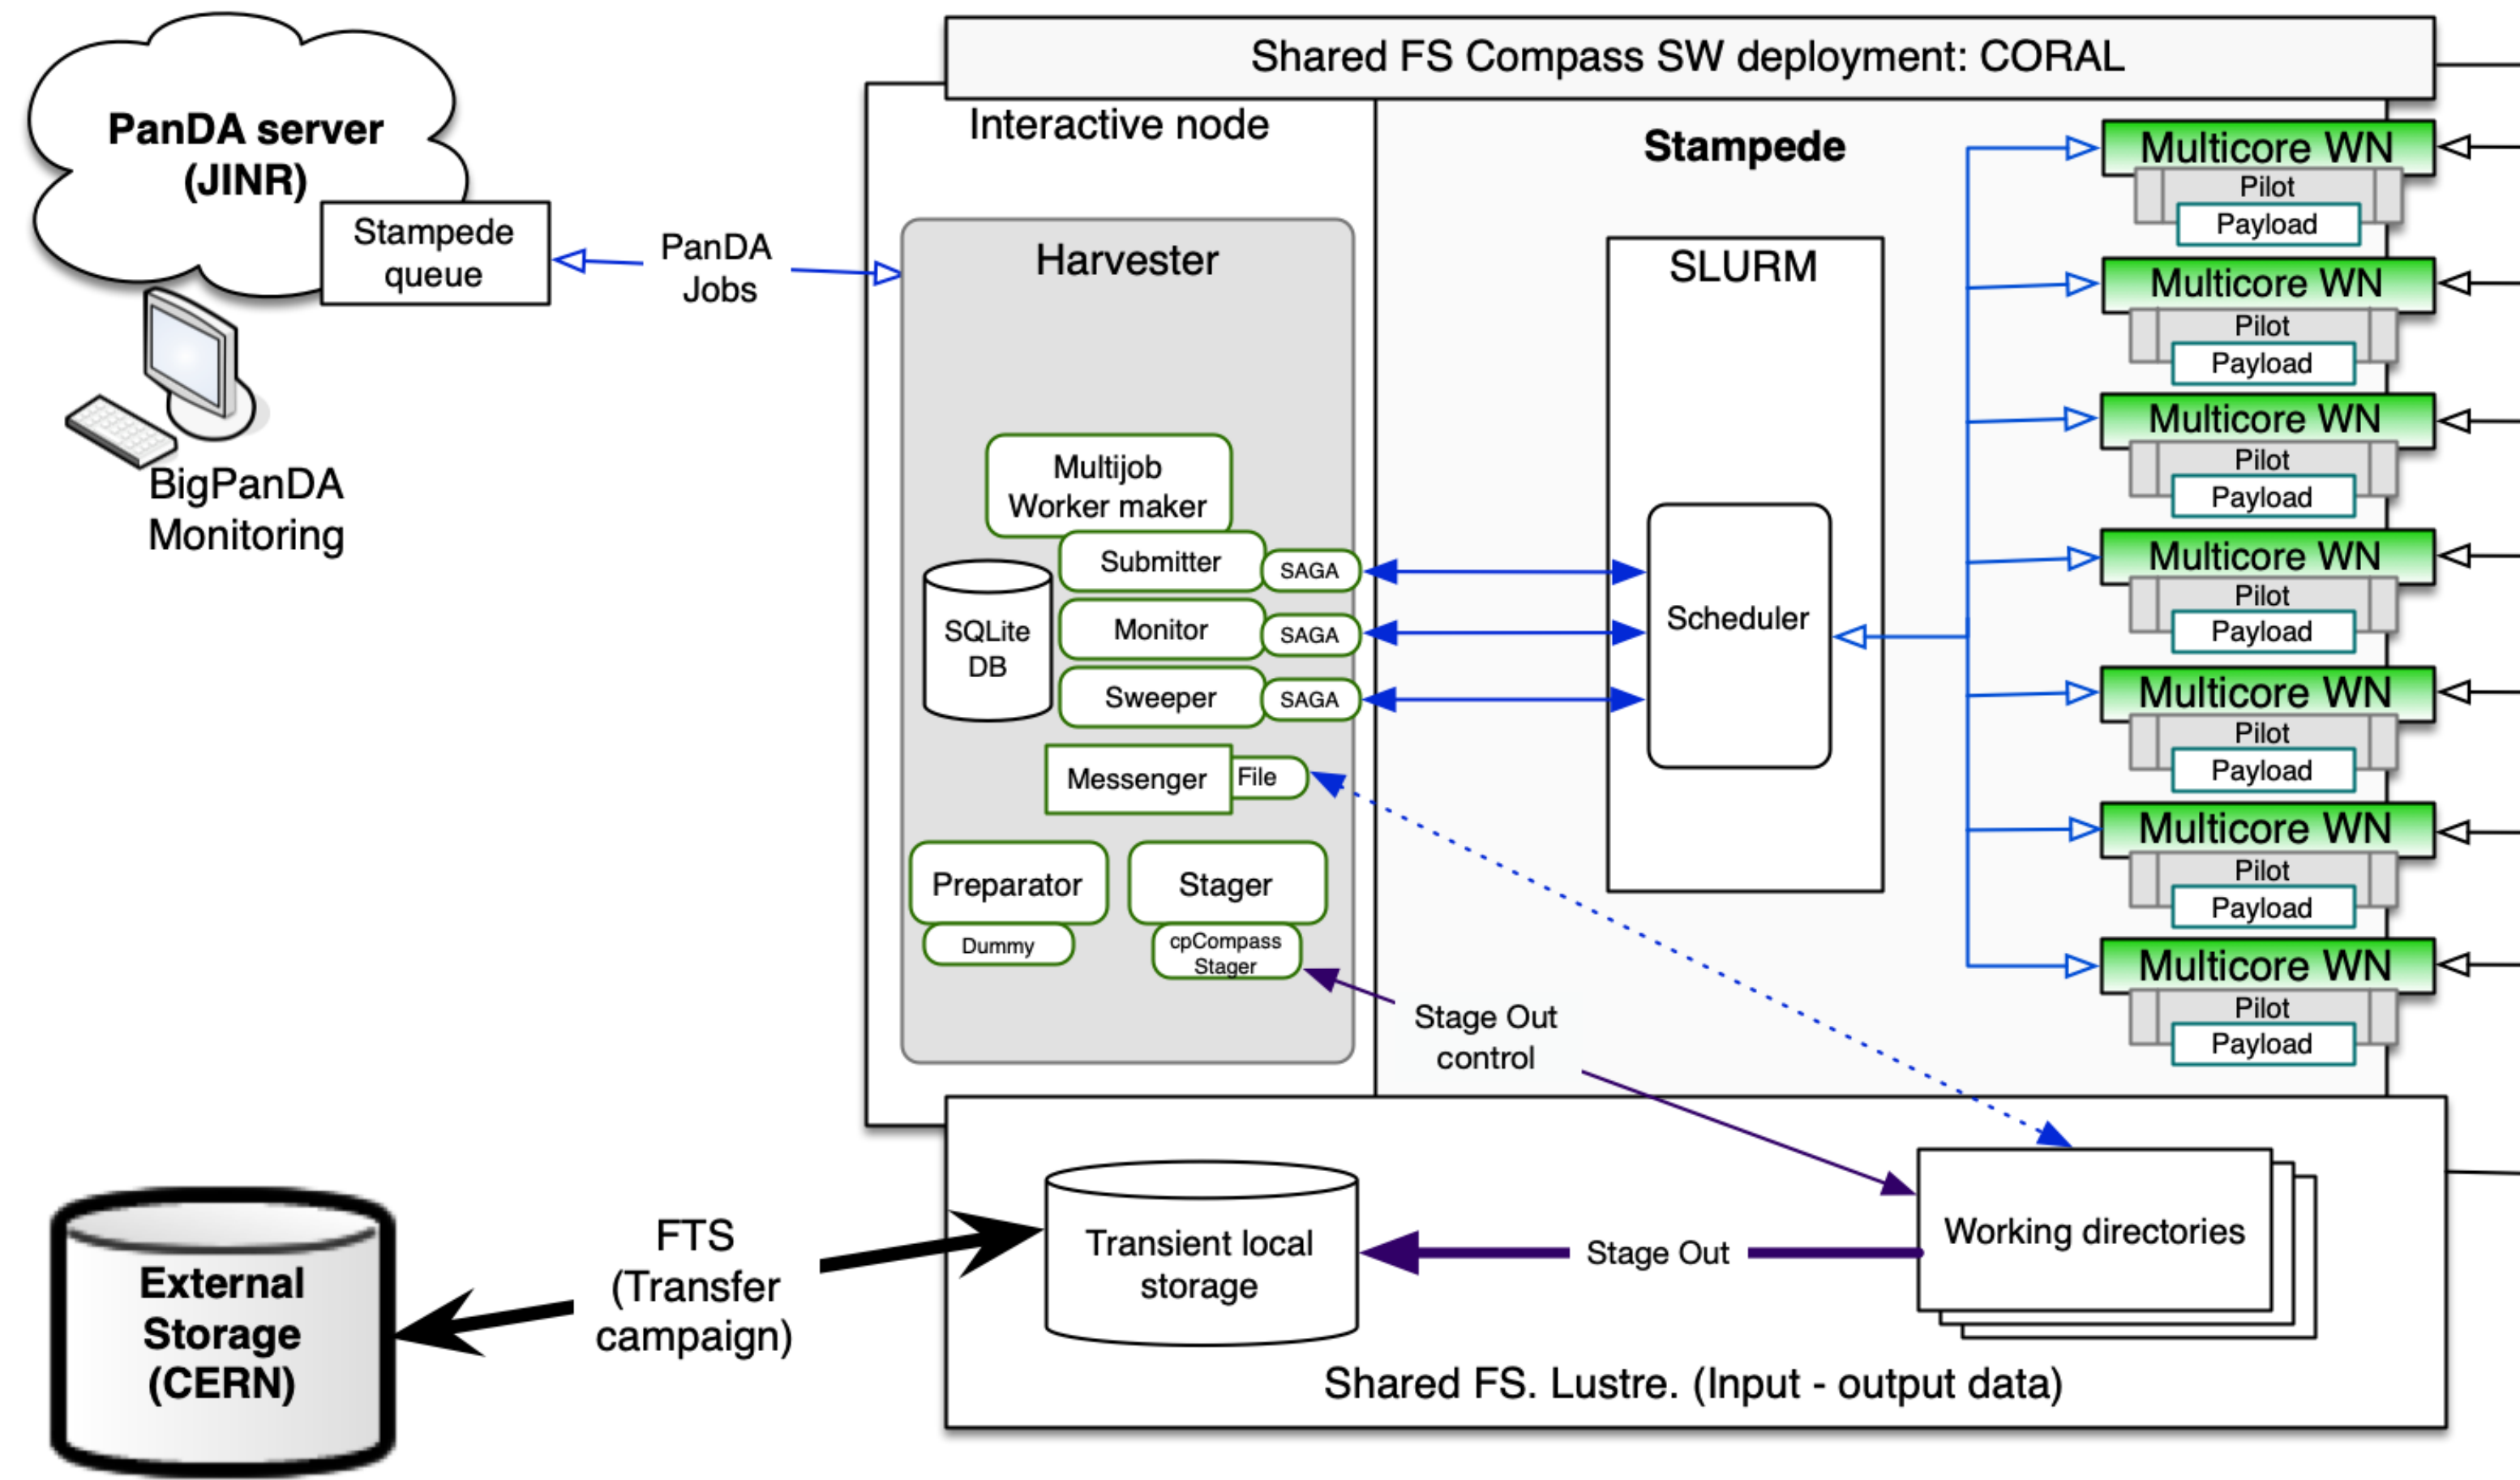 Shared FS Compass SW deployment: CORAL
PanDA server
(JINR)
Stampede
queue
BigPanDA
Monitoring
PanDA
Jobs
Interactive node
Harvester
Multijob
Worker maker
Submitter
SAGA
SQLite
DB
Monitor
SAGA
Sweeper
SAGA
Messenger
File
Preparator
Dummy
Stager
cpCompass
Stager
Stampede
SLURM
Scheduler
Multicore WN
Pilot
Payload
Multicore WN
Pilot
Payload
Multicore WN
Pilot
Payload
Multicore WN
Pilot
Payload
Multicore WN
Pilot
Payload
Multicore WN
Pilot
Payload
Multicore WN
Pilot
Payload
Stage Out
control
External
Storage
(CERN)
FTS
(Transfer
campaign)
Transient local
storage
Stage Out
Working directories
Shared FS. Lustre. (Input - output data)